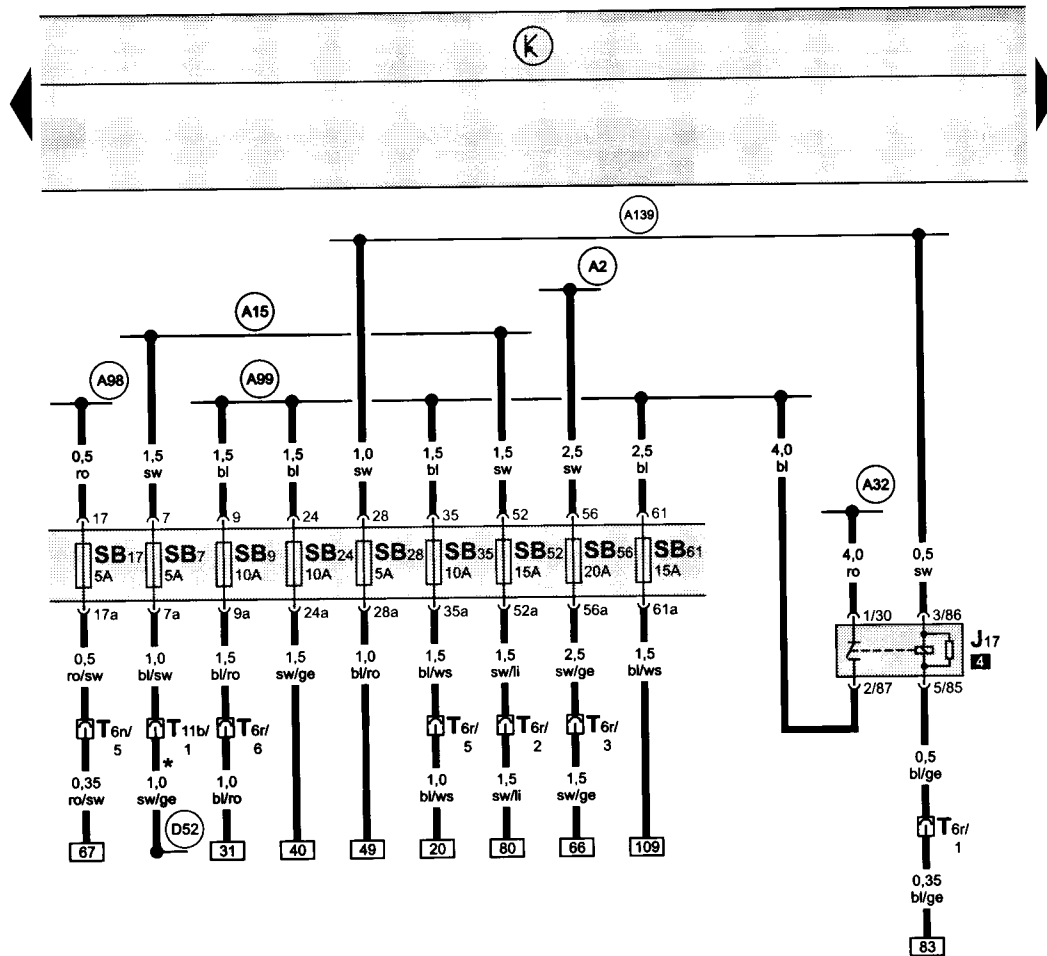 K
A139
A2
A15
A98
A99
0,5 ro
1,5 sw
1,5 bl
1,5 bl
1,0 sw
1,5 bl
1,5 sw
2,5 sw
2,5 bl
4,0 bl
A32
17 7 9 24 28 35 52 56 61
4,0 ro
0,5 sw
SB17 5A
SB7 5A
SB9 10A
SB24 10A
SB28 5A
SB35 10A
SB52 15A
SB56 20A
SB61 15A
17a 7a 9a 24a 28a 35a 52a 56a 61a
1/30 3/86
J17
4
2/87 5/85
0,5 ro/sw
1,0 bl/sw
1,5 bl/ro
1,5 sw/ge
1,0 bl/ro
1,5 bl/ws
1,5 sw/li
2,5 sw/ge
1,5 bl/ws
T6r/ 5
T11b/ 1
*
T6r/ 6
T6r/ 5
T6r/ 2
T6r/ 3
0,5 bl/ge
0,35 ro/sw
1,0 sw/ge
1,0 bl/ro
1,0 bl/ws
1,5 sw/li
1,5 sw/ge
D52
T6r/ 1
67 31 40 49 20 80 66 109
0,35 bl/ge
83